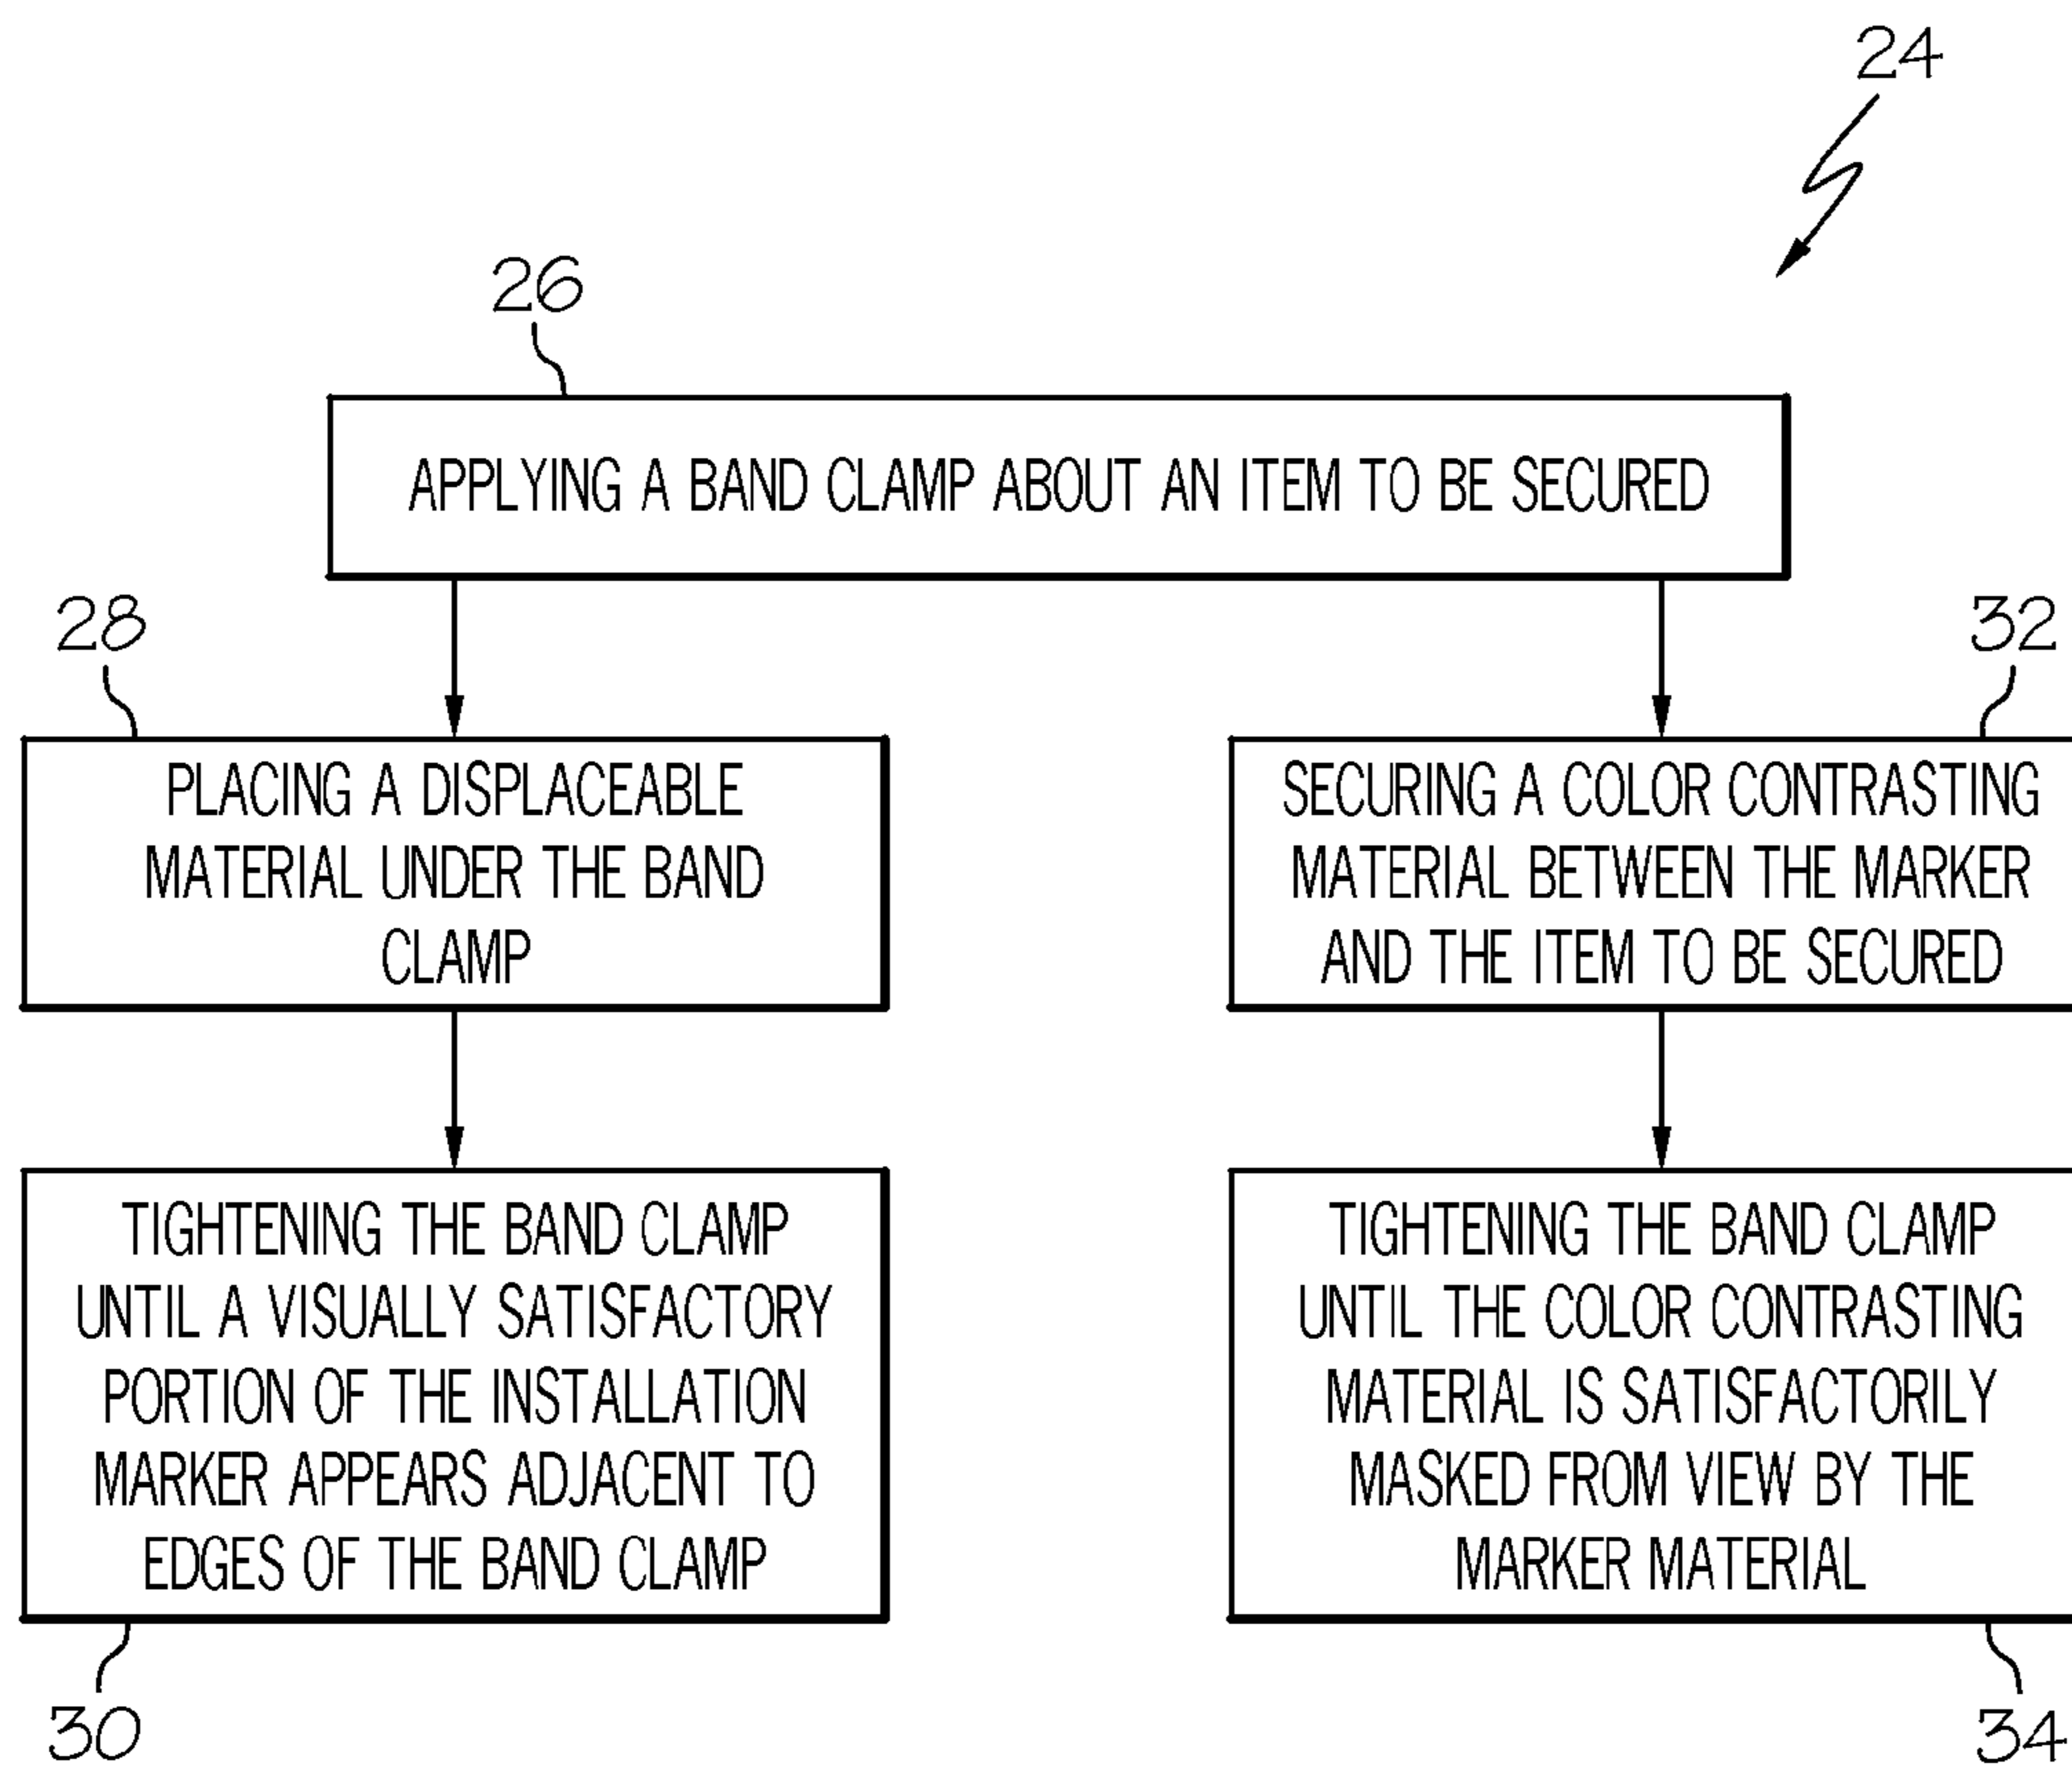 24
26
APPLYING A BAND CLAMP ABOUT AN ITEM TO BE SECURED
28
PLACING A DISPLACEABLE
MATERIAL UNDER THE BAND
CLAMP
TIGHTENING THE BAND CLAMP
UNTIL A VISUALLY SATISFACTORY
PORTION OF THE INSTALLATION
MARKER APPEARS ADJACENT TO
EDGES OF THE BAND CLAMP
30
32
SECURING A COLOR CONTRASTING
MATERIAL BETWEEN THE MARKER
AND THE ITEM TO BE SECURED
TIGHTENING THE BAND CLAMP
UNTIL THE COLOR CONTRASTING
MATERIAL IS SATISFACTORILY
MASKED FROM VIEW BY THE
MARKER MATERIAL
34